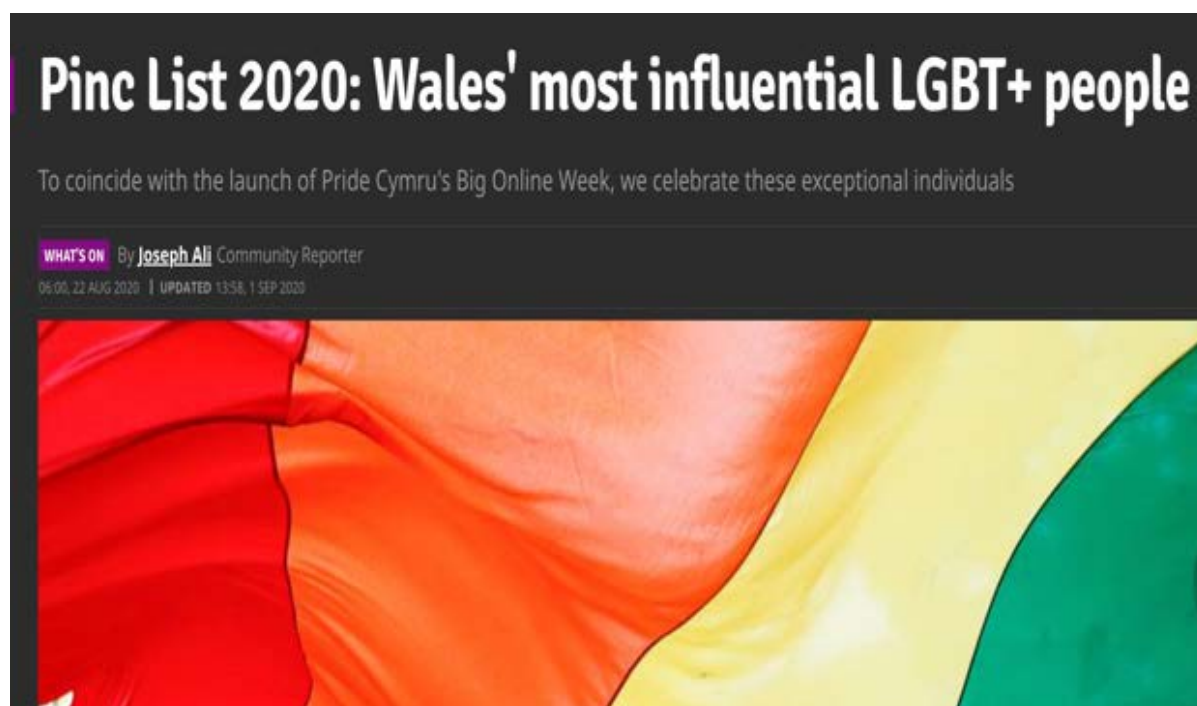 Pinc List 2020: Wales' most influential LGBT+ people
To coincide with the launch of Pride Cymru's Big Online Week, we celebrate these exceptional individuals
WHAT'S ON By Joseph Ali Community Reporter
06:00, 22 AUG 2020 | UPDATED 13:58, 1 SEP 2020